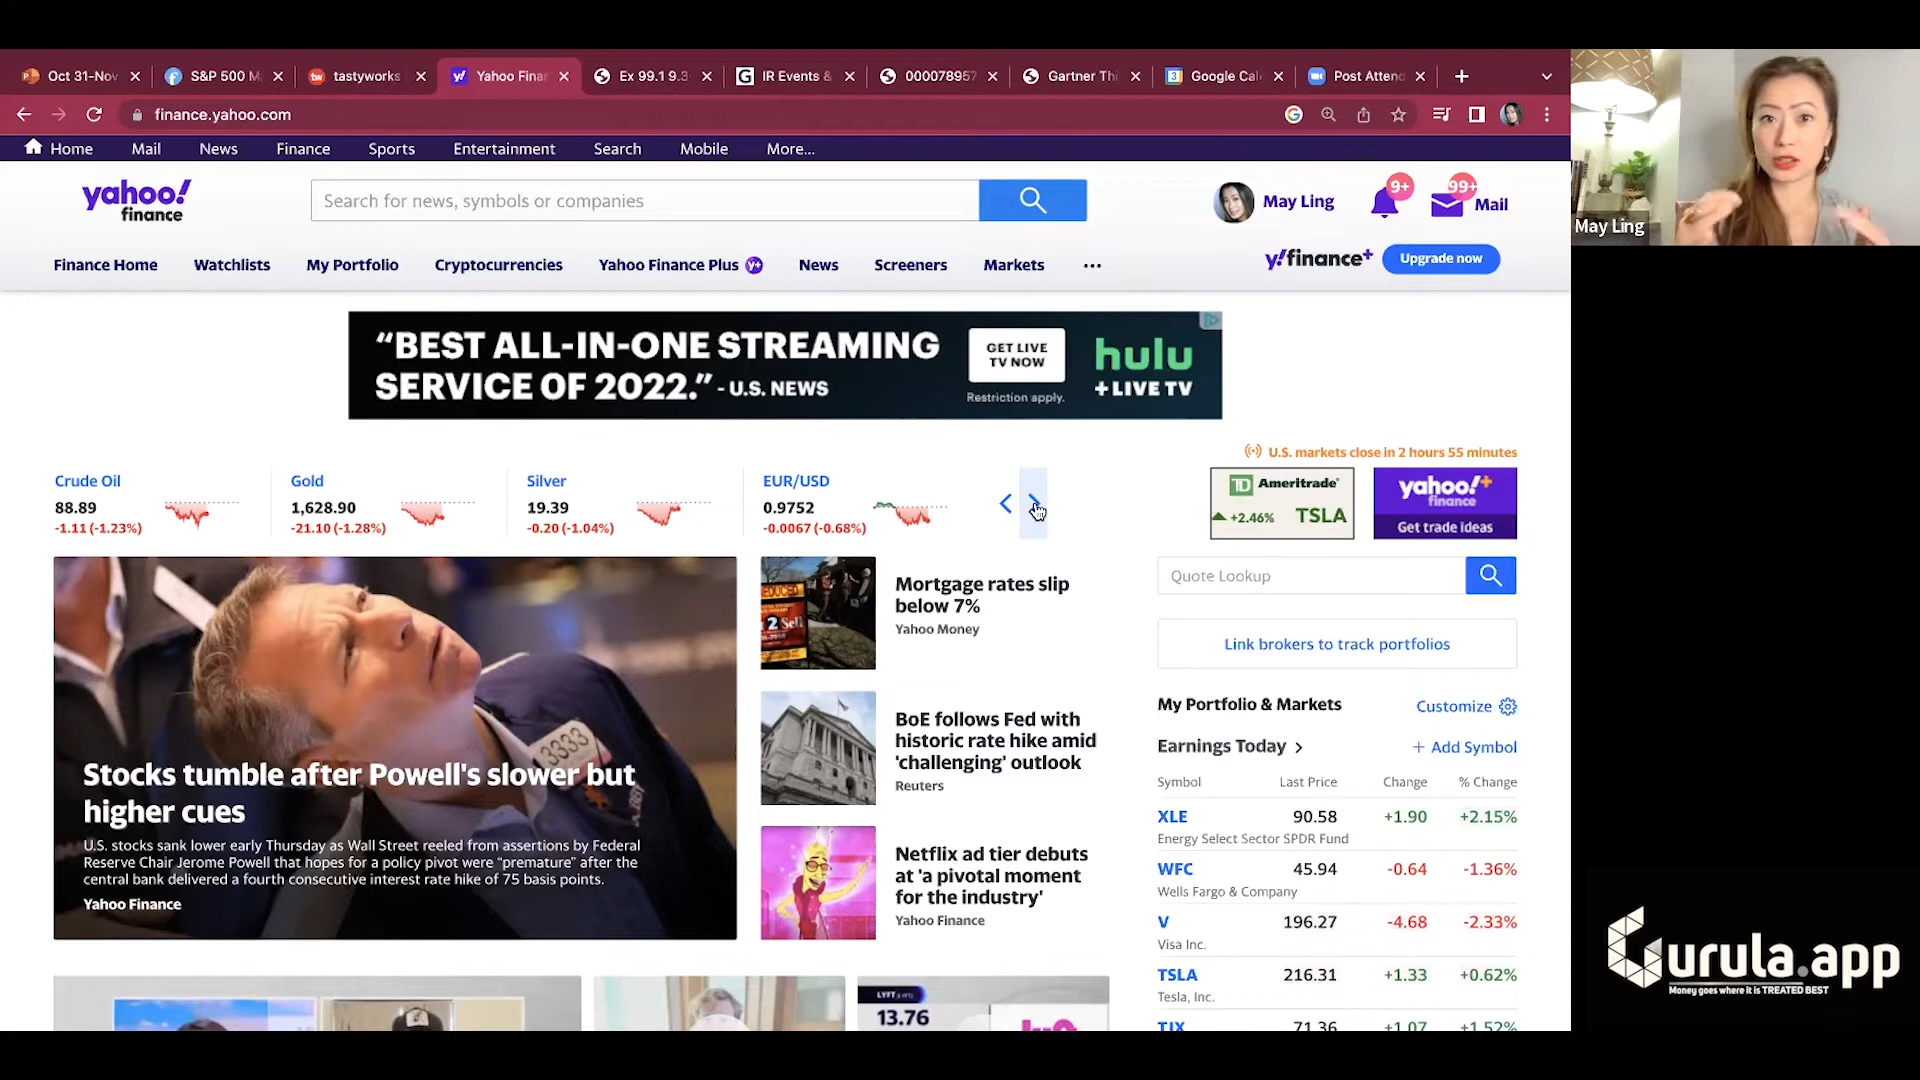 Oct 31-Nov
S&P 500 M
tastyworks
Yahoo Finan
Ex 99.1 9.3
IR Events &
000078957
Gartner Thi
Google Cal
Post Attend
finance.yahoo.com
Home Mail News Finance Sports Entertainment Search Mobile More...
yahoo!
finance
Search for news, symbols or companies
May Ling
9+
99+
Mail
Finance Home Watchlists My Portfolio Cryptocurrencies Yahoo Finance Plus News Screeners Markets ...
y!finance+
Upgrade now
May Ling
“BEST ALL-IN-ONE STREAMING
SERVICE OF 2022.” - U.S. NEWS
GET LIVE
TV NOW
Restriction apply.
hulu
+ LIVE TV
U.S. markets close in 2 hours 55 minutes
Crude Oil
88.89
-1.11 (-1.23%)
Gold
1,628.90
-21.10 (-1.28%)
Silver
19.39
-0.20 (-1.04%)
EUR/USD
0.9752
-0.0067 (-0.68%)
TD Ameritrade
+2.46% TSLA
yahoo!+
finance
Get trade ideas
3333
Stocks tumble after Powell's slower but
higher cues
U.S. stocks sank lower early Thursday as Wall Street reeled from assertions by Federal
Reserve Chair Jerome Powell that hopes for a policy pivot were “premature” after the
central bank delivered a fourth consecutive interest rate hike of 75 basis points.
Yahoo Finance
Mortgage rates slip
below 7%
Yahoo Money
BoE follows Fed with
historic rate hike amid
'challenging' outlook
Reuters
Netflix ad tier debuts
at 'a pivotal moment
for the industry'
Yahoo Finance
Quote Lookup
Link brokers to track portfolios
My Portfolio & Markets
Customize
Earnings Today
+ Add Symbol
Symbol Last Price Change % Change
XLE 90.58 +1.90 +2.15%
Energy Select Sector SPDR Fund
WFC 45.94 -0.64 -1.36%
Wells Fargo & Company
V 196.27 -4.68 -2.33%
Visa Inc.
TSLA 216.31 +1.33 +0.62%
Tesla, Inc.
TJX 71.36 +1.07 +1.52%
LYFT
13.76
Gurula.app
Money goes where it is TREATED BEST